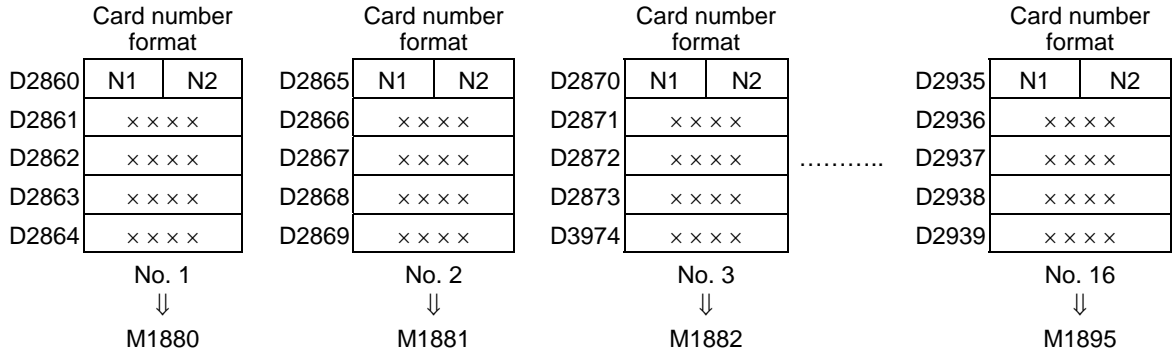 Card number Card number Card number Card number
format format format format
D2860 N1 N2 D2865 N1 N2 D2870 N1 N2 D2935 N1 N2
D2861 ×××× D2866 ×××× D2871 ×××× D2936 ××××
D2862 ×××× D2867 ×××× D2872 ×××× ……….. D2937 ××××
D2863 ×××× D2868 ×××× D2873 ×××× D2938 ××××
D2864 ×××× D2869 ×××× D3974 ×××× D2939 ××××
No. 1 No. 2 No. 3 No. 16
⇓ ⇓ ⇓ ⇓
M1880 M1881 M1882 M1895